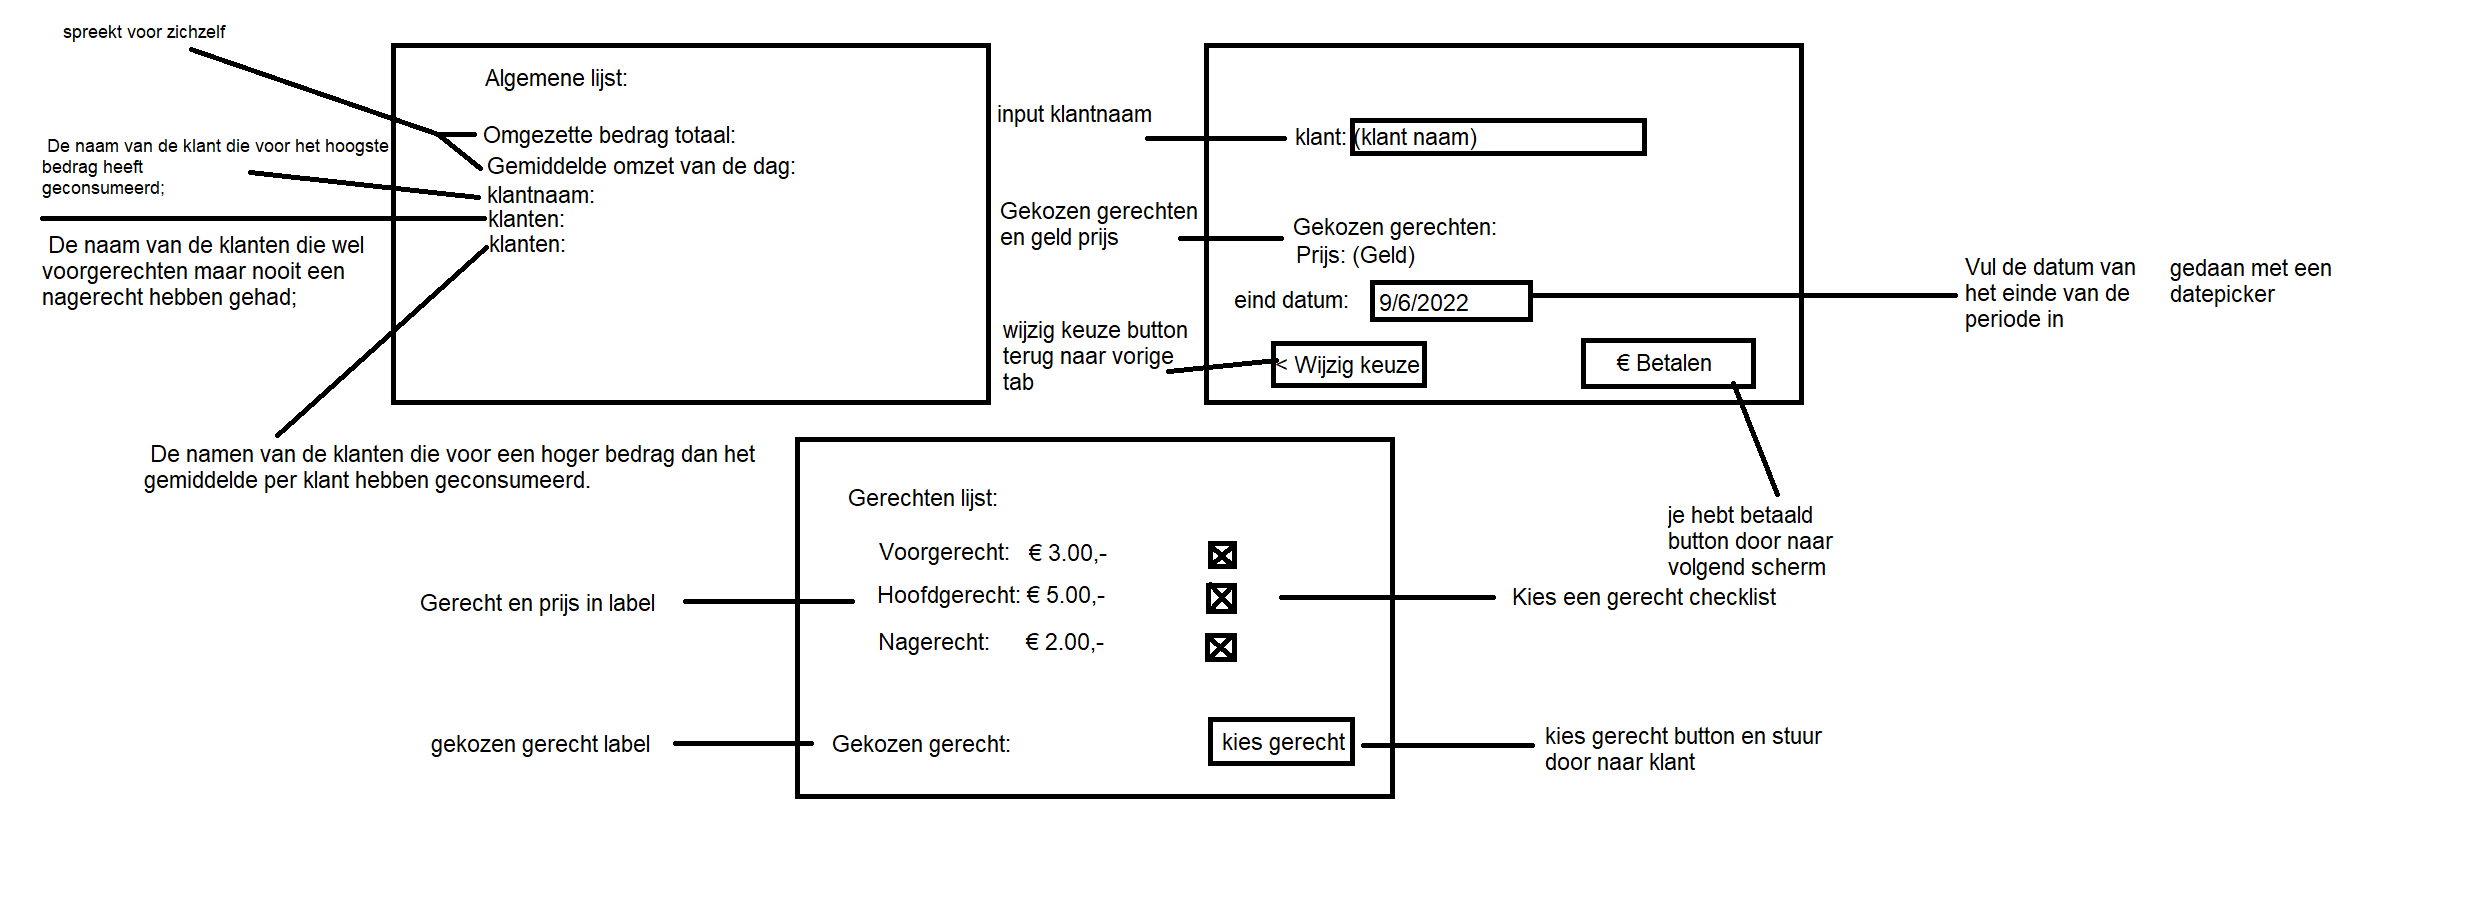 spreekt voor zichzelf
Algemene lijst:
Omgezette bedrag totaal:
De naam van de klant die voor het hoogste
bedrag heeft
geconsumeerd;
Gemiddelde omzet van de dag:
klantnaam:
klanten:
klanten:
De naam van de klanten die wel
voorgerechten maar nooit een
nagerecht hebben gehad;
De namen van de klanten die voor een hoger bedrag dan het
gemiddelde per klant hebben geconsumeerd.
input klantnaam
klant: (klant naam)
Gekozen gerechten
en geld prijs
Gekozen gerechten:
Prijs: (Geld)
eind datum: 9/6/2022
Vul de datum van
het einde van de
periode in
gedaan met een
datepicker
wijzig keuze button
terug naar vorige
tab
< Wijzig keuze
€ Betalen
je hebt betaald
button door naar
volgend scherm
Gerechten lijst:
Voorgerecht: € 3.00,-
Hoofdgerecht: € 5.00,-
Nagerecht: € 2.00,-
Gerecht en prijs in label
Kies een gerecht checklist
gekozen gerecht label
Gekozen gerecht:
kies gerecht
kies gerecht button en stuur
door naar klant